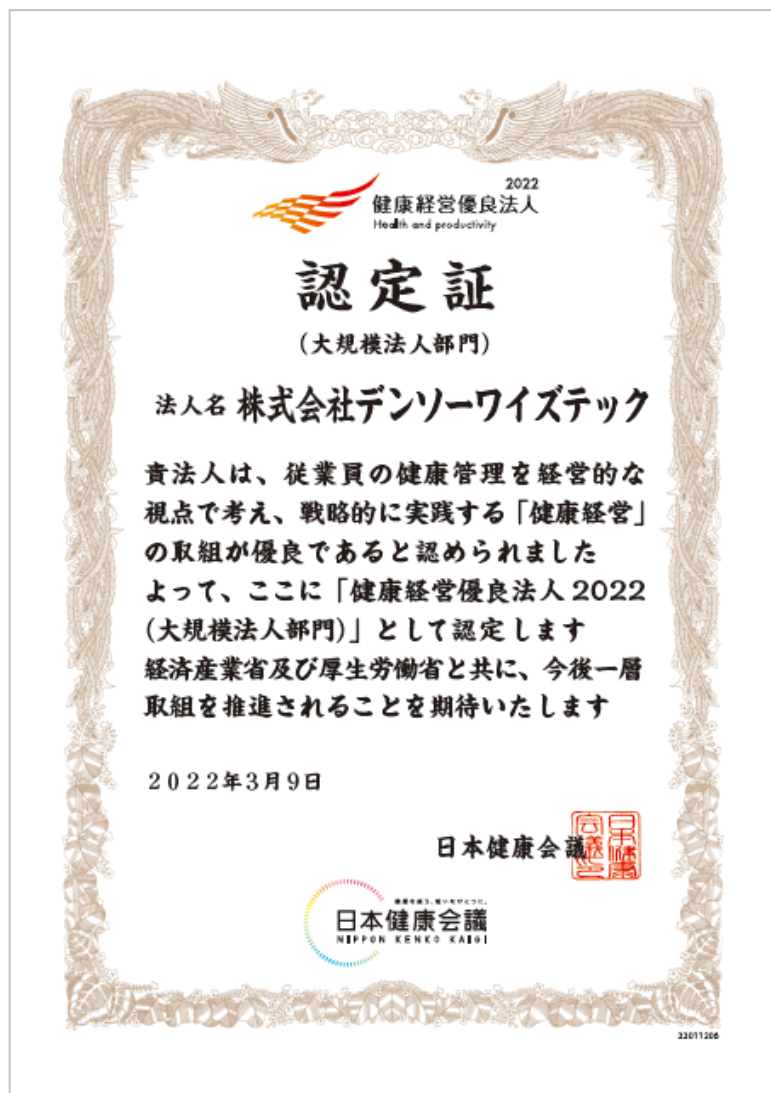 2022
健康経営優良法人
Health and productivity
認定証
(大規模法人部門)
法人名 株式会社デンソーワイズテック
貴法人は、従業員の健康管理を経営的な
視点で考え、戦略的に実践する「健康経営」
の取組が優良であると認められました
よって、ここに「健康経営優良法人2022
(大規模法人部門)」として認定します
経済産業省及び厚生労働省と共に、今後一層
取組を推進されることを期待いたします
2022年3月9日
日本健康会議
日本健康会議
NIPPON KENKO KAIGI
22011206